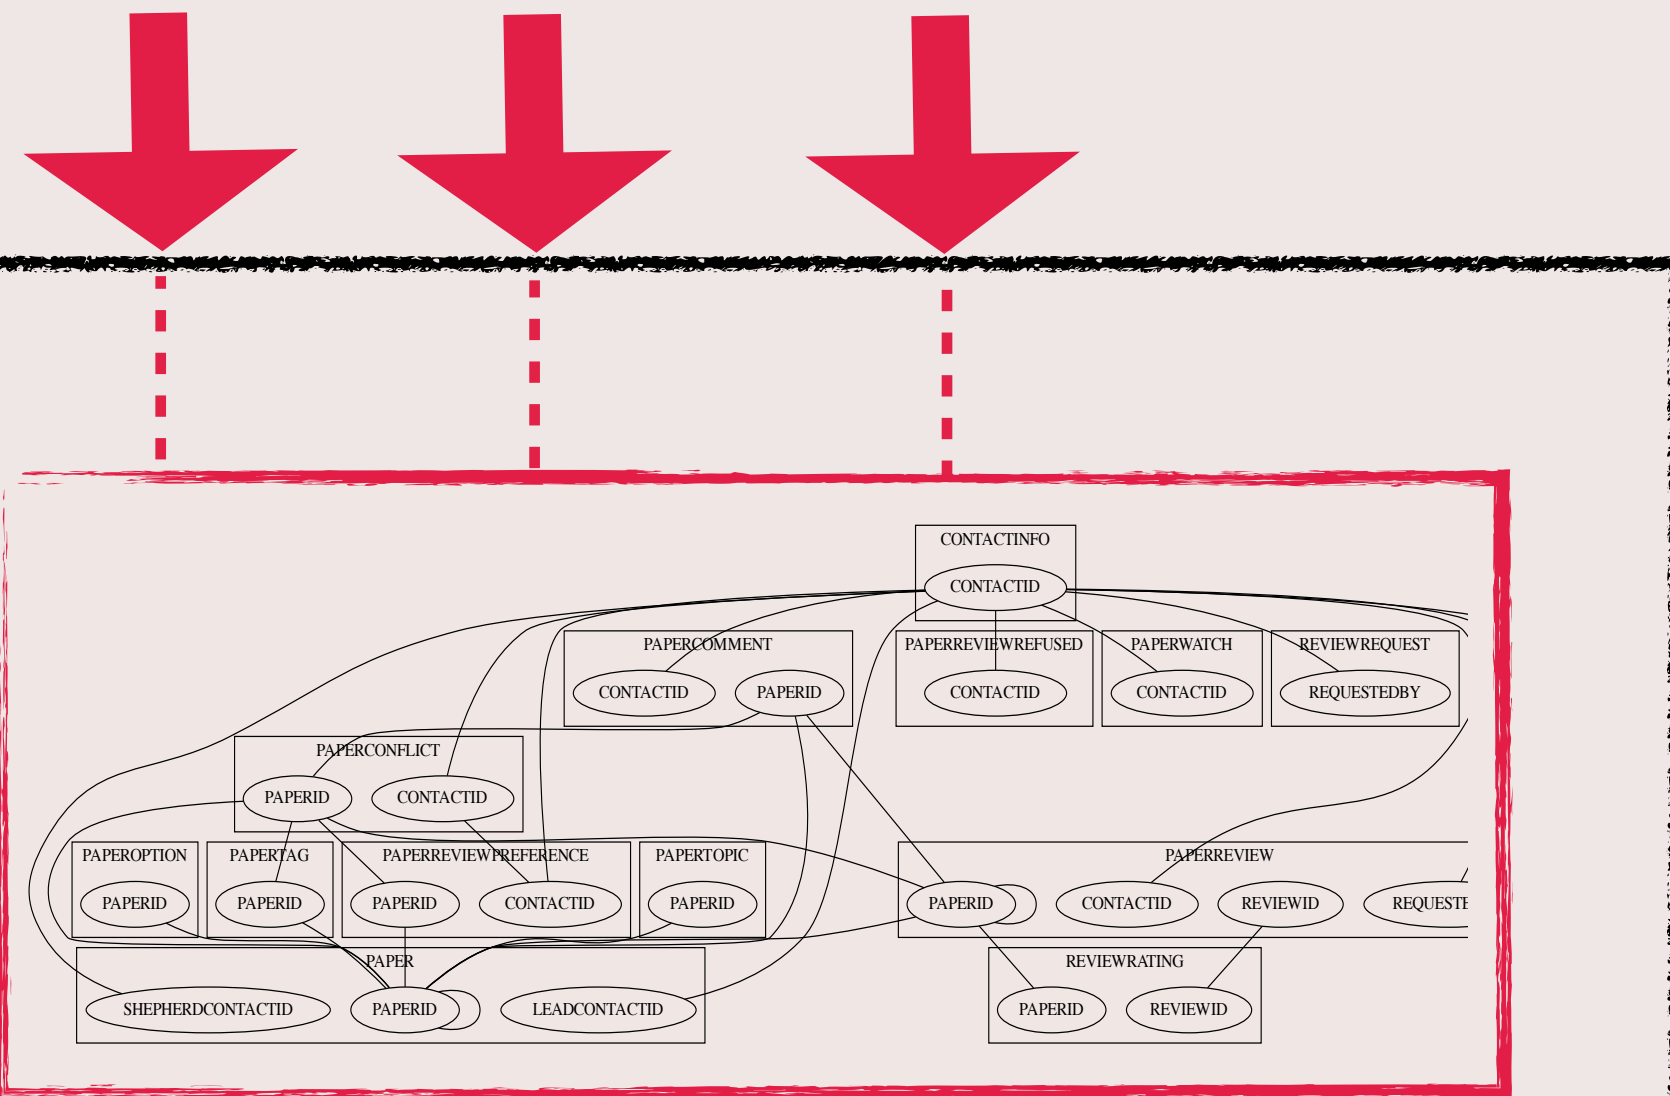 CONTACTINFO
CONTACTID
PAPERCOMMENT
CONTACTID PAPERID
PAPERREVIEWREFUSED
CONTACTID
PAPERWATCH
CONTACTID
REVIEWREQUEST
REQUESTEDBY
PAPERCONFLICT
PAPERID CONTACTID
PAPEROPTION
PAPERID
PAPERTAG
PAPERID
PAPERREVIEWPREFERENCE
PAPERID CONTACTID
PAPERTOPIC
PAPERID
PAPERREVIEW
PAPERID CONTACTID REVIEWID REQUESTE
PAPER
SHEPHERDCONTACTID PAPERID LEADCONTACTID
REVIEWRATING
PAPERID REVIEWID